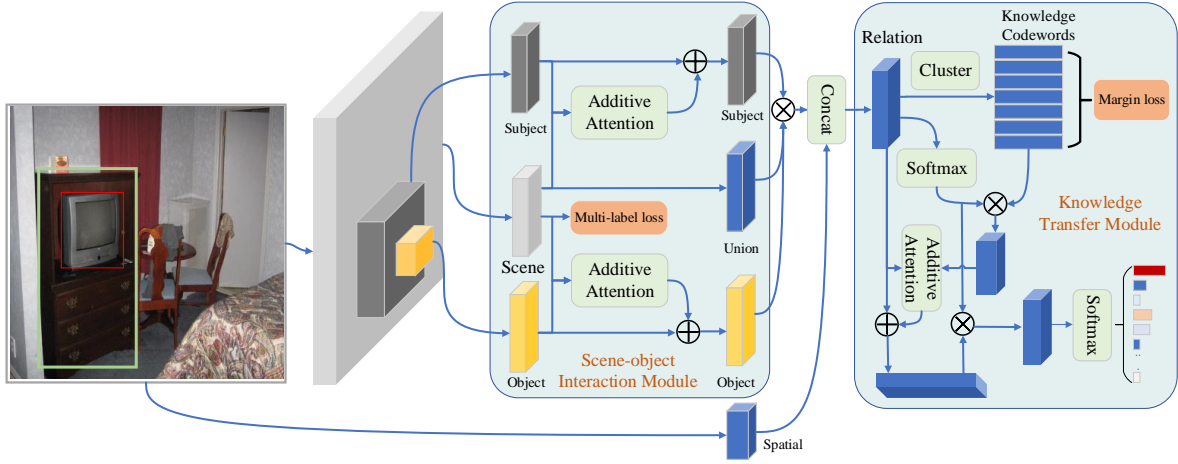 Subject
Additive
Attention
Subject
Scene
Multi-label loss
Union
Additive
Attention
Object
Scene-object
Interaction Module
Object
Spatial
Concat
Relation
Knowledge
Codewords
Cluster
Margin loss
Softmax
Knowledge
Transfer Module
Additive
Attention
Softmax